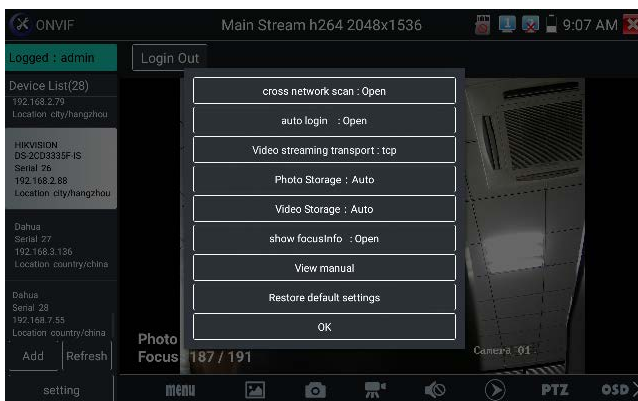 ONVIF
Main Stream h264 2048x1536
9:07 AM
Logged : admin
Login Out
Device List(28)
192.168.2.79
Location city/hangzhou
HIKVISION
DS-2CD3335F-IS
Serial 26
192.168.2.88
Location city/hangzhou
Dahua
Serial 27
192.168.3.136
Location country/china
Dahua
Serial 28
192.168.7.55
Location country/china
Add
Refresh
setting
cross network scan : Open
auto login : Open
Video streaming transport : tcp
Photo Storage : Auto
Video Storage : Auto
show focusInfo : Open
View manual
Restore default settings
OK
Photo
Focus 187 / 191
Camera 01
menu
PTZ
OSD